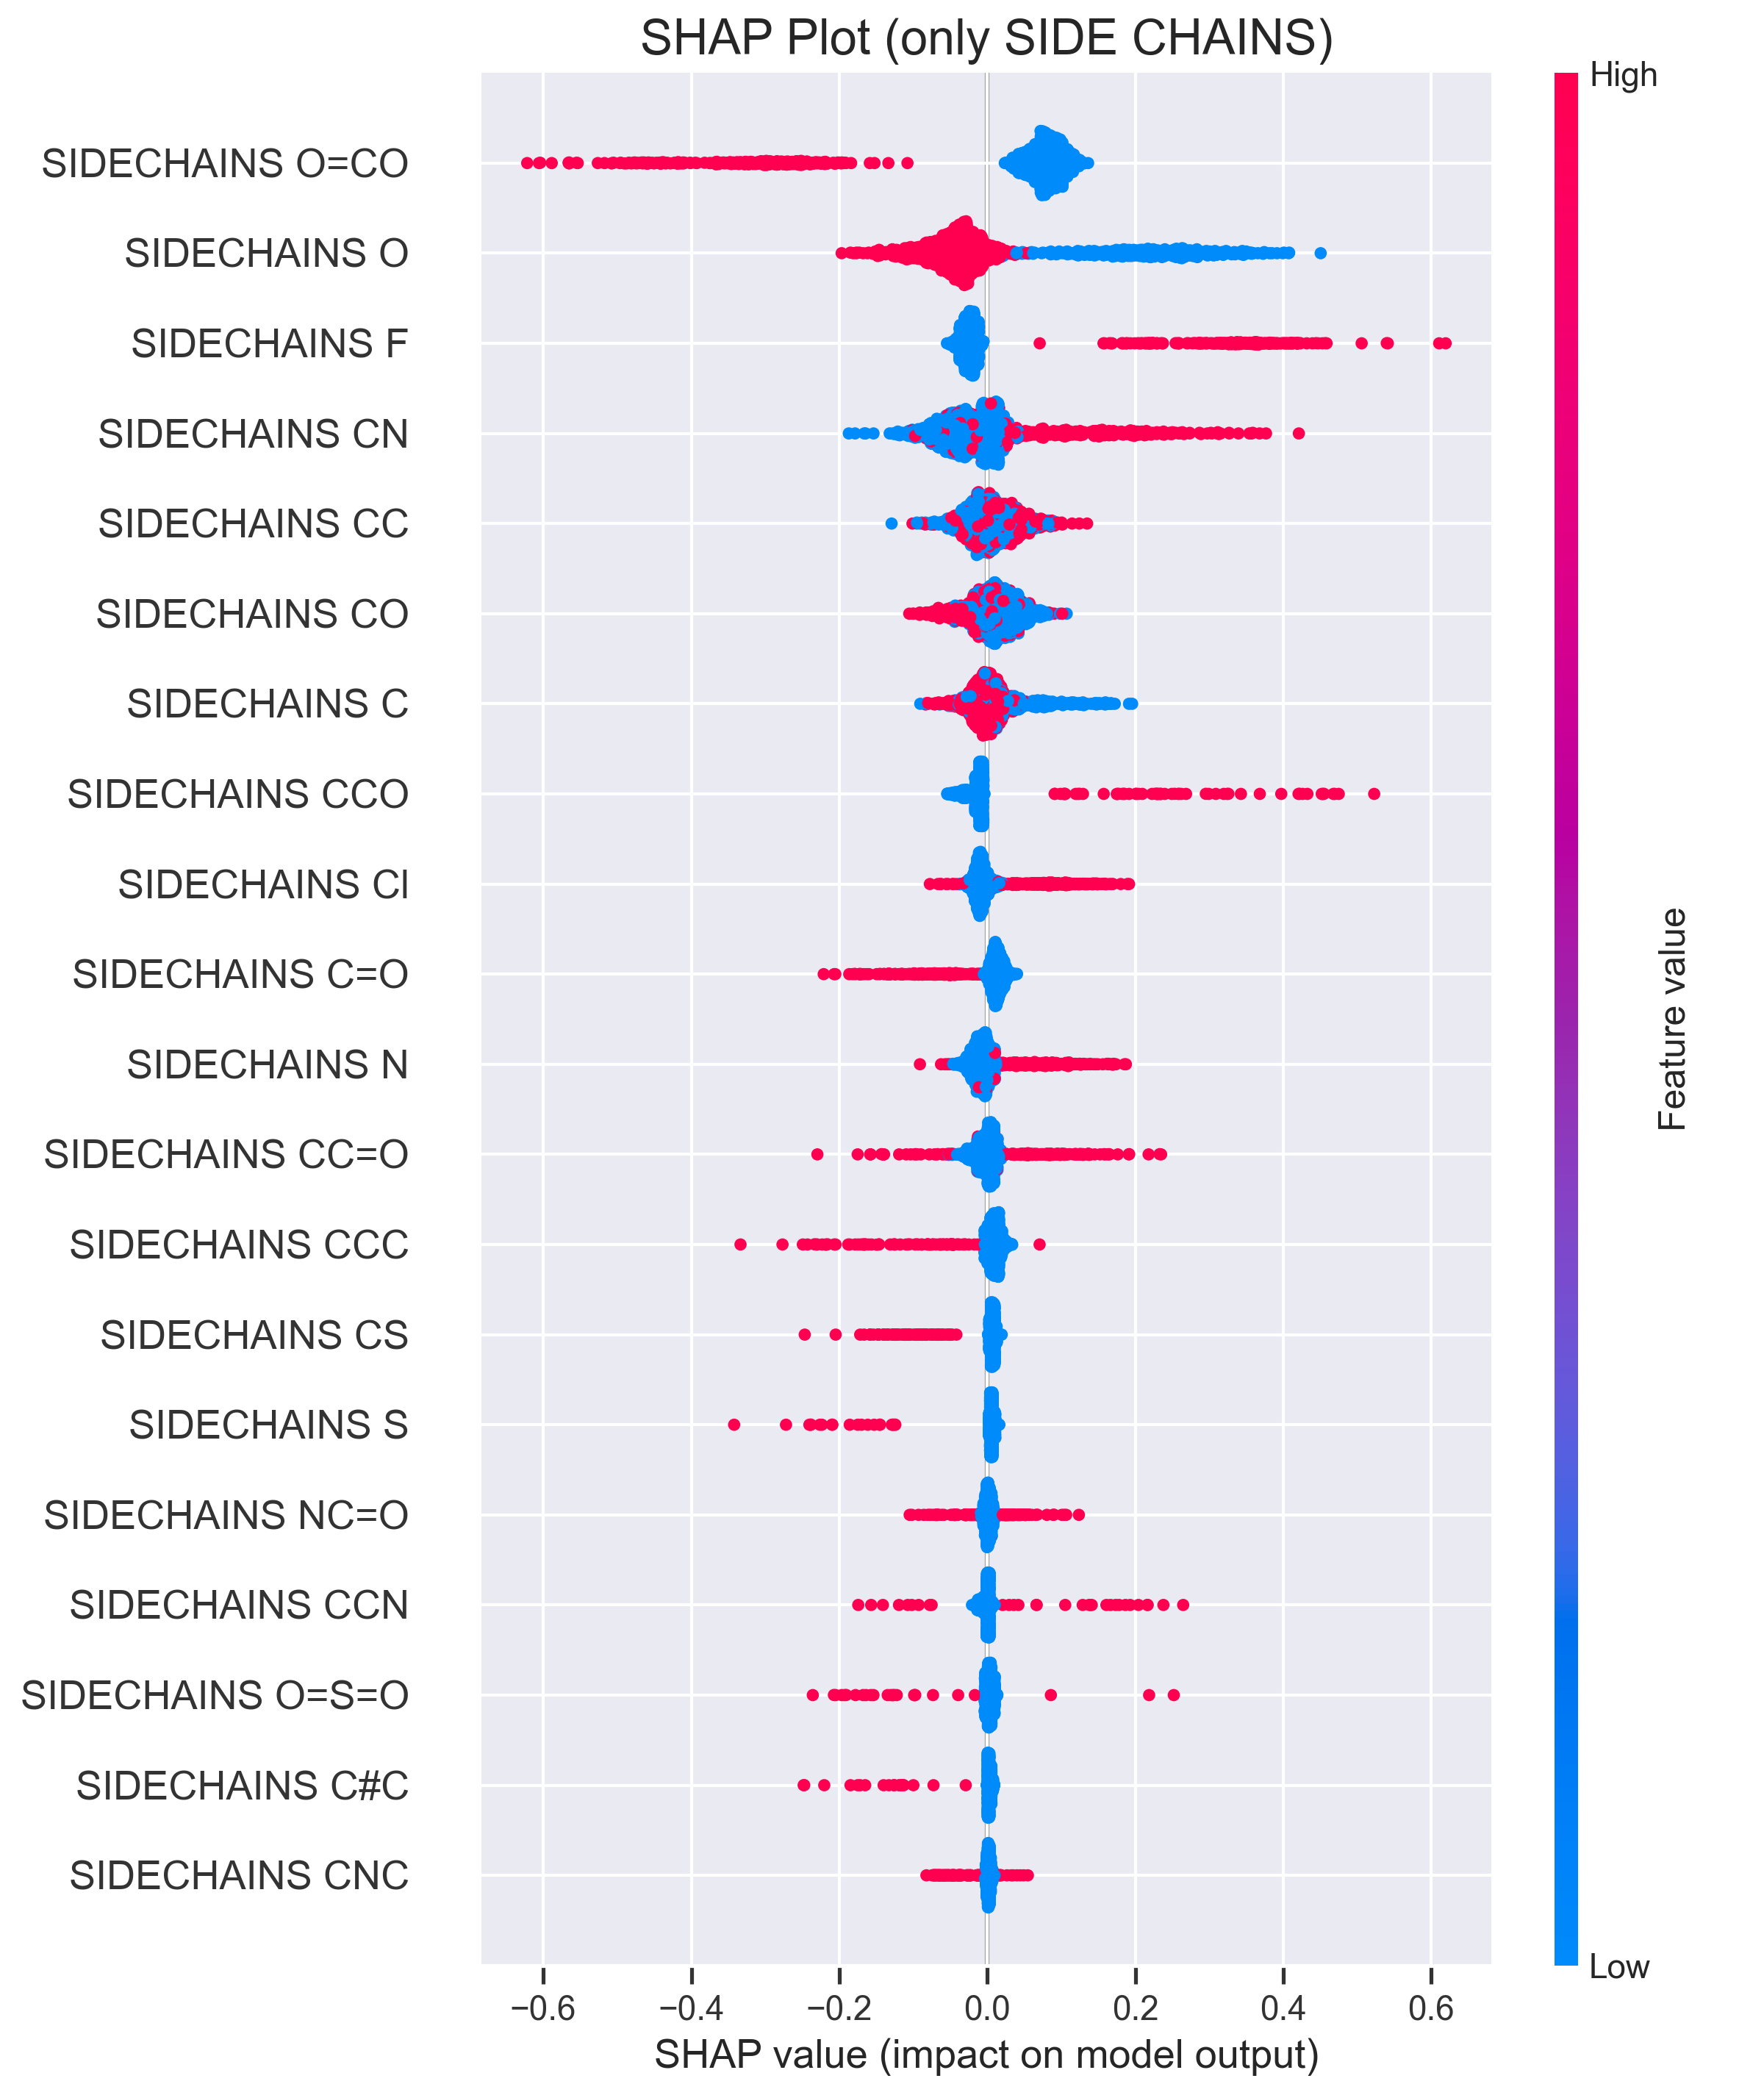 SHAP Plot (only SIDE CHAINS)
High
SIDECHAINS O=CO
SIDECHAINS O
SIDECHAINS F
SIDECHAINS CN
SIDECHAINS CC
SIDECHAINS CO
SIDECHAINS C
SIDECHAINS CCO
SIDECHAINS Cl
SIDECHAINS C=O
SIDECHAINS N
SIDECHAINS CC=O
SIDECHAINS CCC
SIDECHAINS CS
SIDECHAINS S
SIDECHAINS NC=O
SIDECHAINS CCN
SIDECHAINS O=S=O
SIDECHAINS C#C
SIDECHAINS CNC
Feature value
Low
−0.6 −0.4 −0.2 0.0 0.2 0.4 0.6
SHAP value (impact on model output)